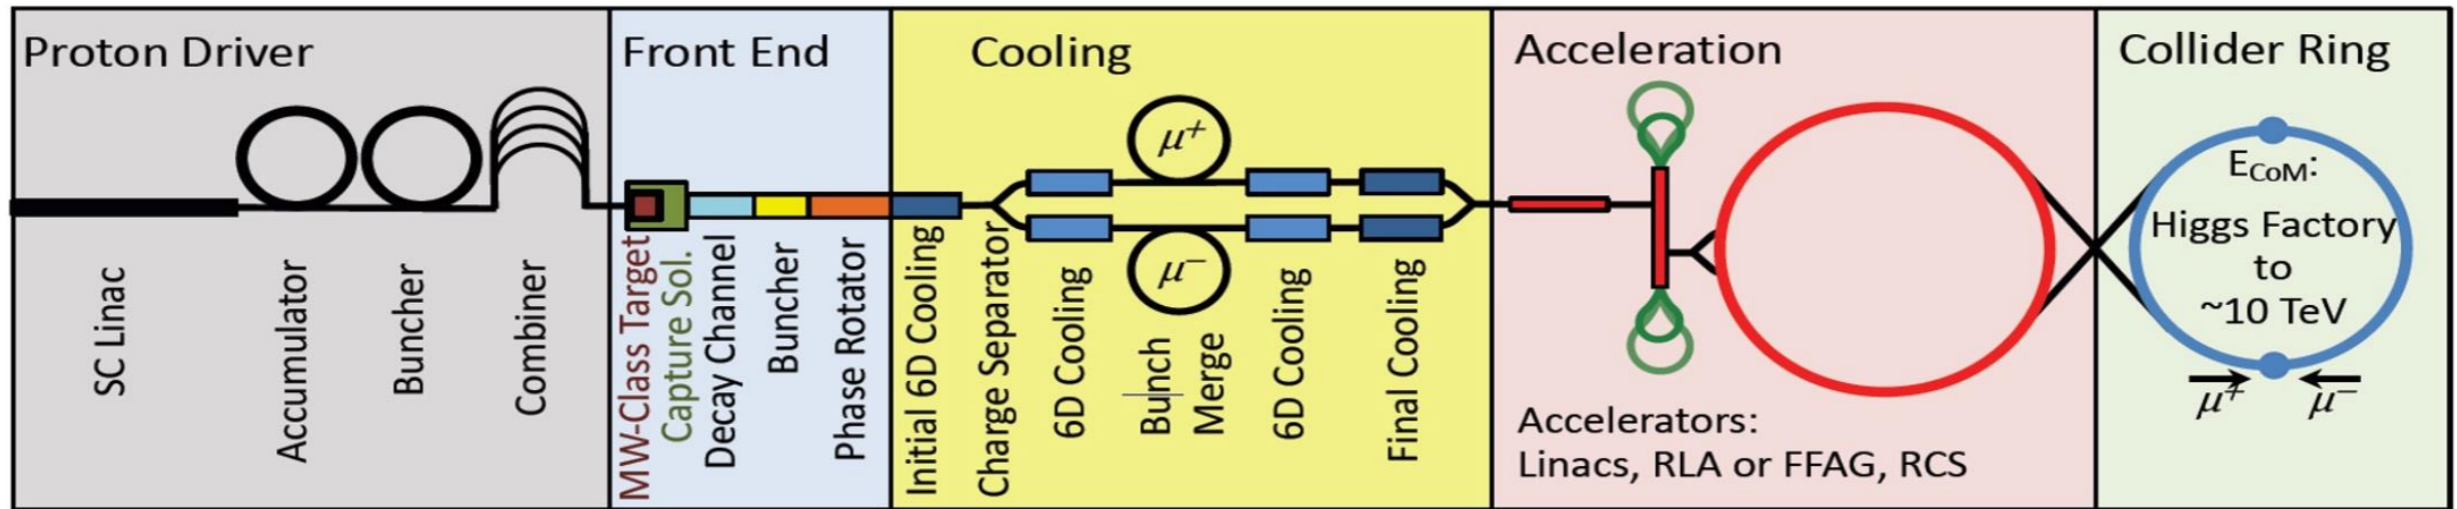 Proton Driver
SC Linac
Accumulator
Buncher
Combiner
Front End
MW-Class Target
Capture Sol.
Decay Channel
Buncher
Phase Rotator
Cooling
Initial 6D Cooling
Charge Separator
6D Cooling
Bunch
Merge
6D Cooling
Final Cooling
μ+
μ−
Acceleration
Accelerators:
Linacs, RLA or FFAG, RCS
Collider Ring
ECoM:
Higgs Factory
to
~10 TeV
μ+ μ−